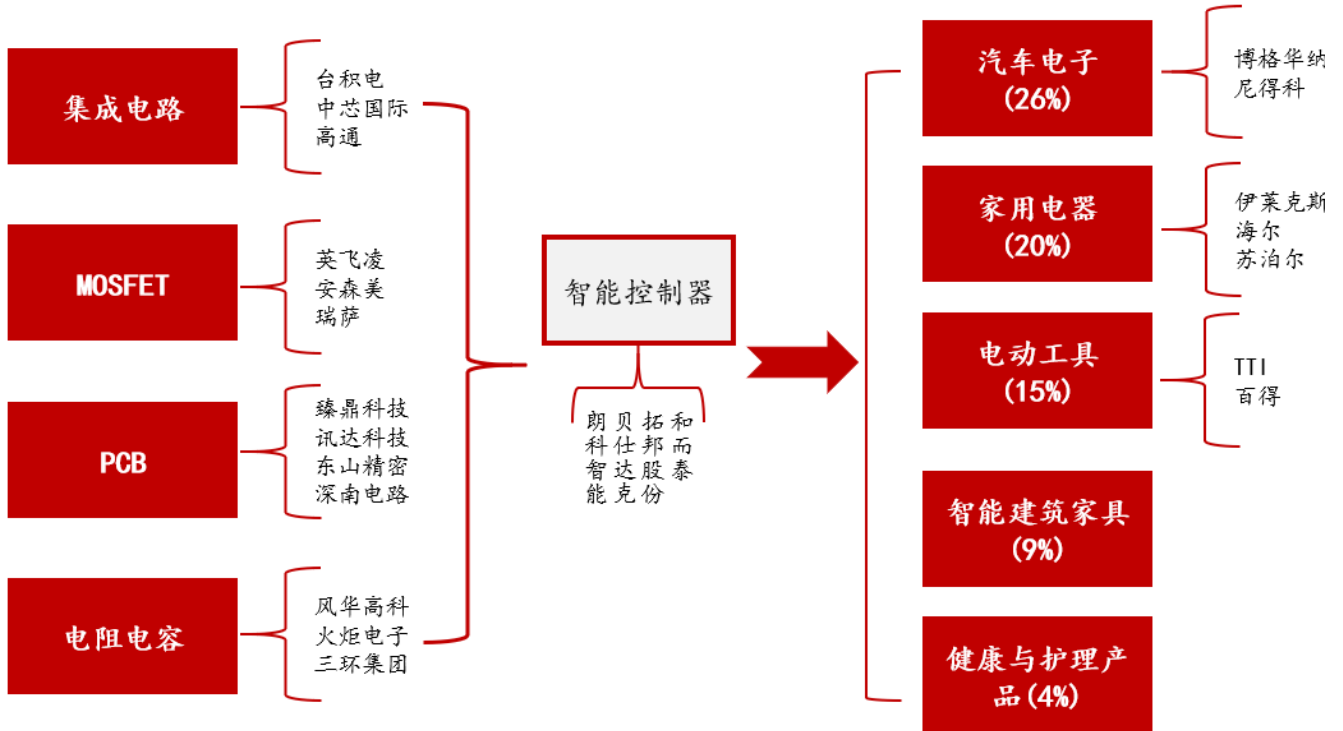 集成电路
台积电
中芯国际
高通
MOSFET
英飞凌
安森美
瑞萨
PCB
臻鼎科技
讯达科技
东山精密
深南电路
电阻电容
风华高科
火炬电子
三环集团
智能控制器
朗科智能
贝仕达克
拓邦股份
和而泰
汽车电子
(26%)
博格华纳
尼得科
家用电器
(20%)
伊莱克斯
海尔
苏泊尔
电动工具
(15%)
TTI
百得
智能建筑家具
(9%)
健康与护理产
品(4%)